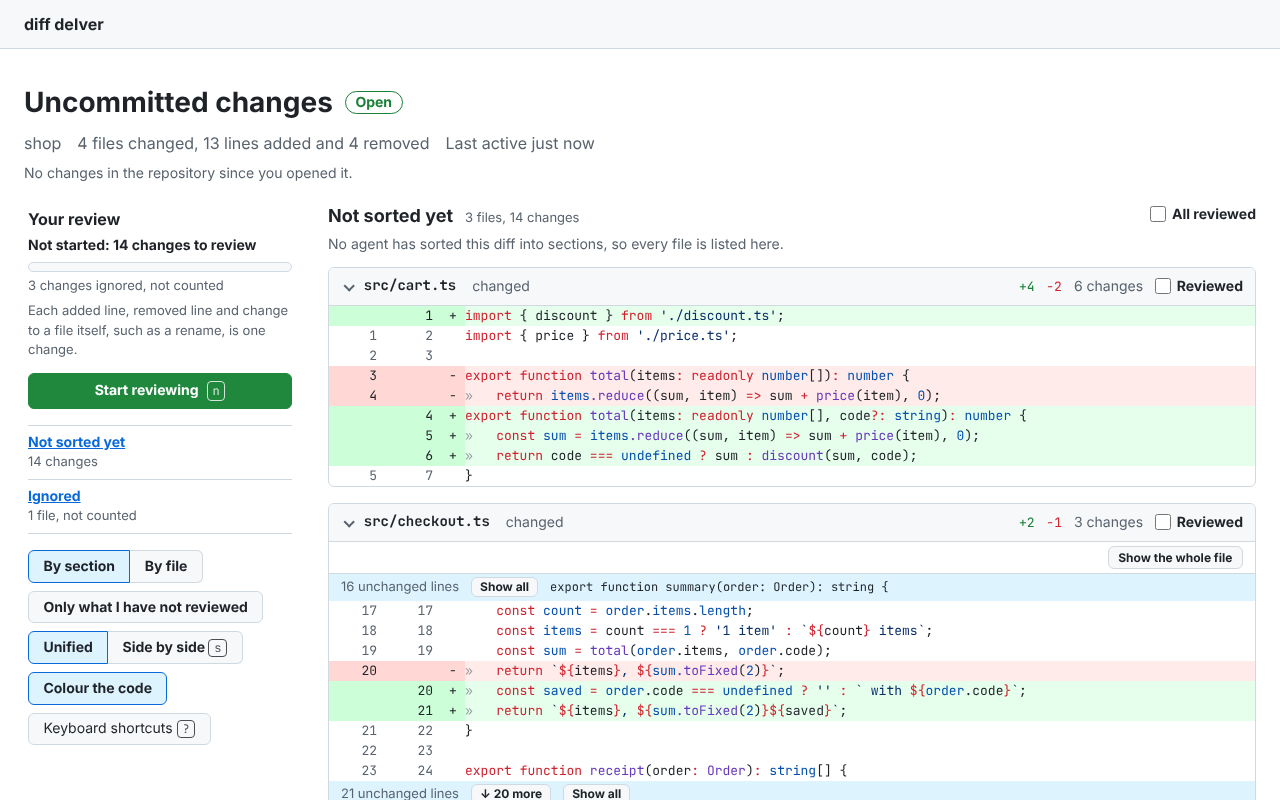 diff delver
Uncommitted changes Open
shop 4 files changed, 13 lines added and 4 removed Last active just now
No changes in the repository since you opened it.
Your review
Not started: 14 changes to review
3 changes ignored, not counted
Each added line, removed line and change
to a file itself, such as a rename, is one
change.
Start reviewing n
Not sorted yet
14 changes
Ignored
1 file, not counted
By section By file
Only what I have not reviewed
Unified Side by side s
Colour the code
Keyboard shortcuts ?
Not sorted yet 3 files, 14 changes All reviewed
No agent has sorted this diff into sections, so every file is listed here.
src/cart.ts changed +4 -2 6 changes Reviewed
1 + import { discount } from './discount.ts';
1 2 import { price } from './price.ts';
2 3
3 - export function total(items: readonly number[]): number {
4 - » return items.reduce((sum, item) => sum + price(item), 0);
4 + export function total(items: readonly number[], code?: string): number {
5 + » const sum = items.reduce((sum, item) => sum + price(item), 0);
6 + » return code === undefined ? sum : discount(sum, code);
5 7 }
src/checkout.ts changed +2 -1 3 changes Reviewed
Show the whole file
16 unchanged lines Show all export function summary(order: Order): string {
17 17 const count = order.items.length;
18 18 const items = count === 1 ? '1 item' : `${count} items`;
19 19 const sum = total(order.items, order.code);
20 - » return `${items}, ${sum.toFixed(2)}`;
20 + » const saved = order.code === undefined ? '' : ` with ${order.code}`;
21 + » return `${items}, ${sum.toFixed(2)}${saved}`;
21 22 }
22 23
23 24 export function receipt(order: Order): string[] {
21 unchanged lines ↓ 20 more Show all